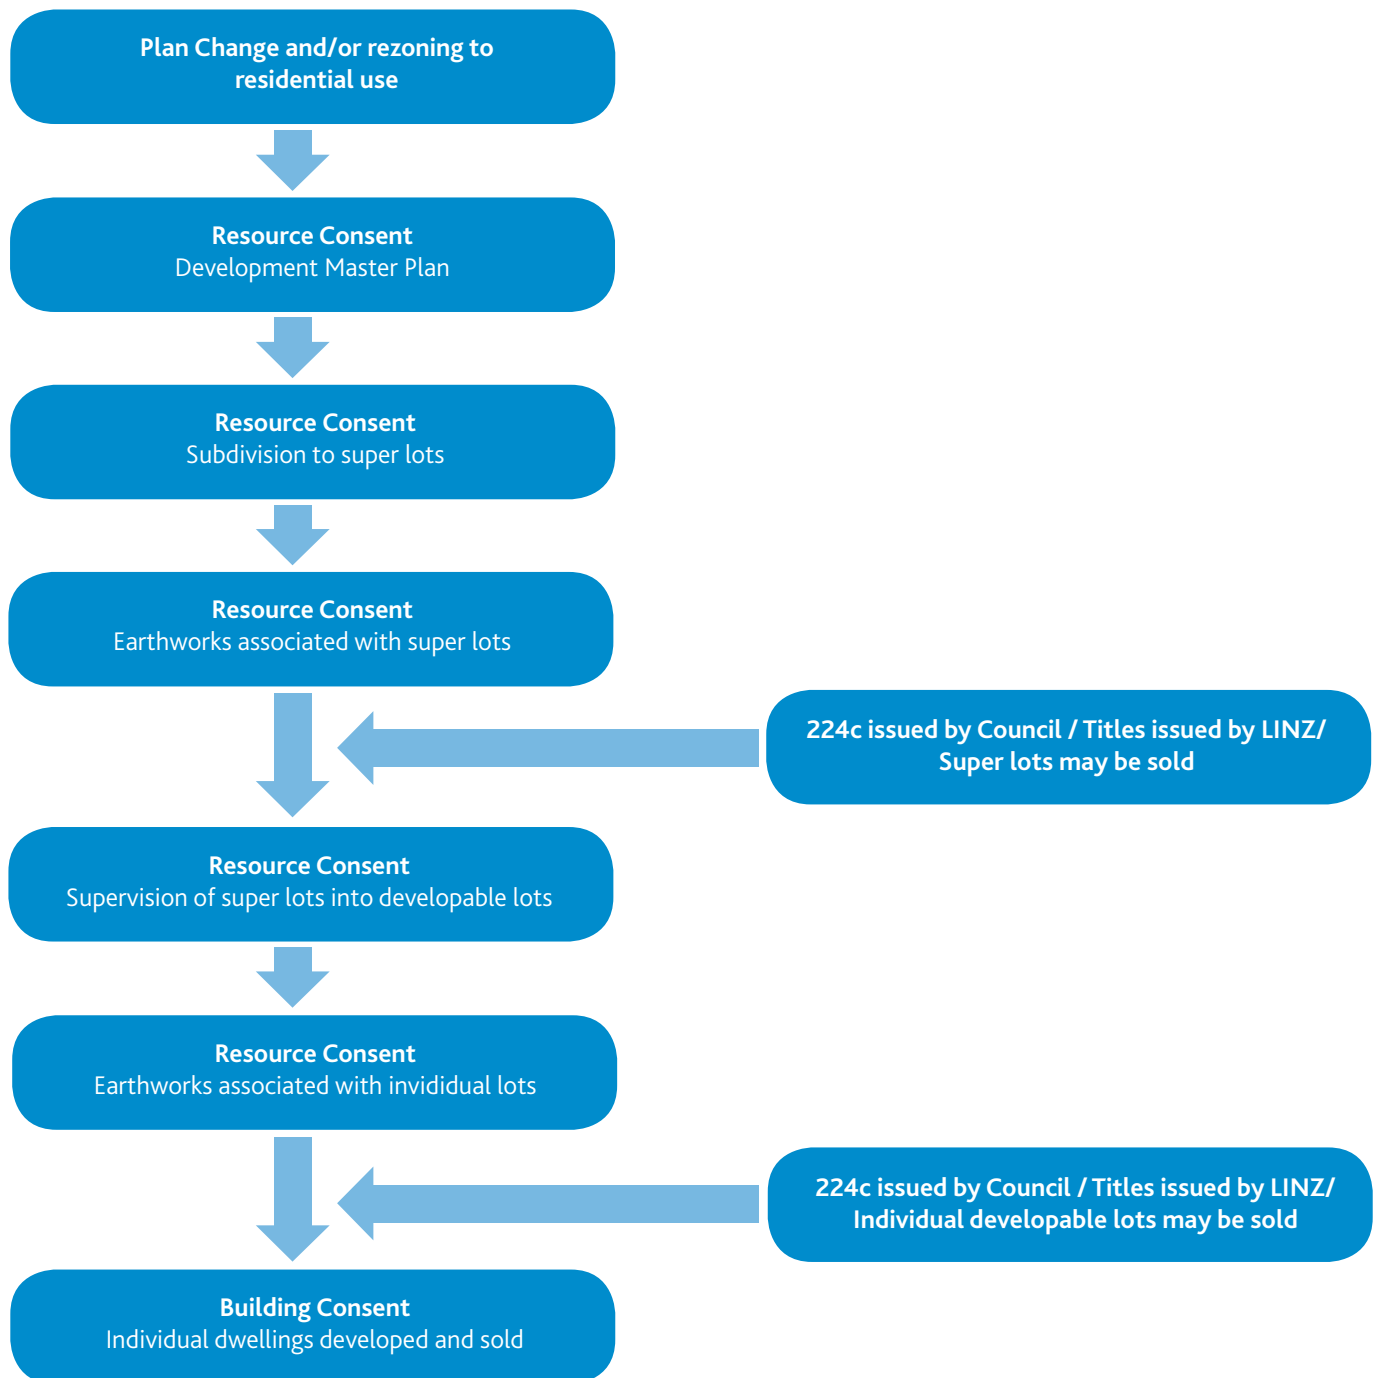 Plan Change and/or rezoning to
residential use
Resource Consent
Development Master Plan
Resource Consent
Subdivision to super lots
Resource Consent
Earthworks associated with super lots
224c issued by Council / Titles issued by LINZ/
Super lots may be sold
Resource Consent
Supervision of super lots into developable lots
Resource Consent
Earthworks associated with invididual lots
224c issued by Council / Titles issued by LINZ/
Individual developable lots may be sold
Building Consent
Individual dwellings developed and sold